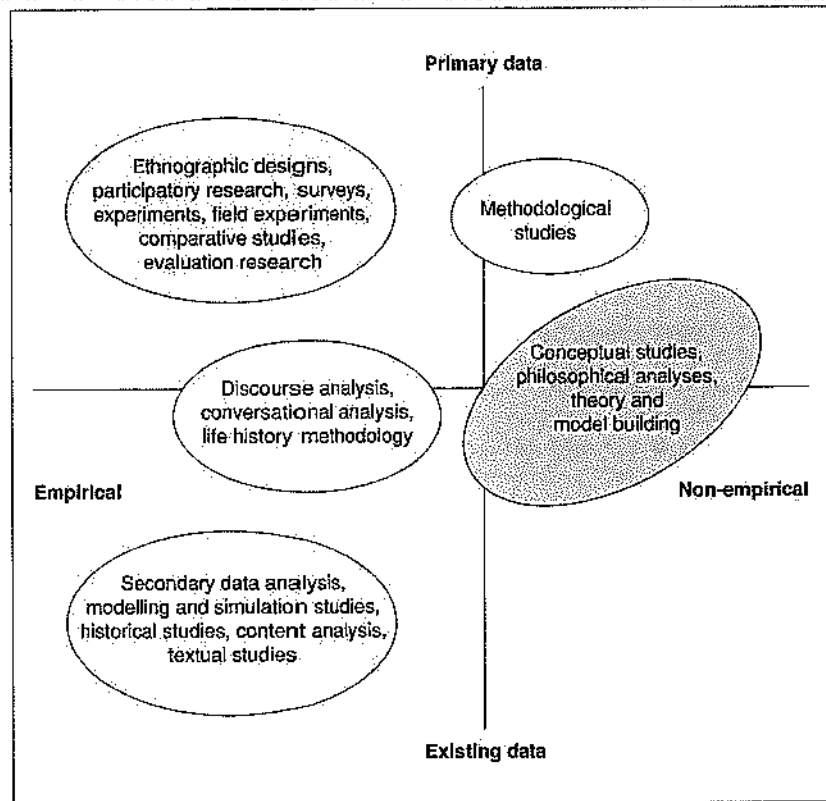 Primary data
Ethnographic designs,
participatory research, surveys,
experiments, field experiments,
comparative studies,
evaluation research
Methodological
studies
Conceptual studies,
philosophical analyses,
theory and
model building
Discourse analysis,
conversational analysis,
life history methodology
Empirical
Non-empirical
Secondary data analysis,
modelling and simulation studies,
historical studies, content analysis,
textual studies
Existing data